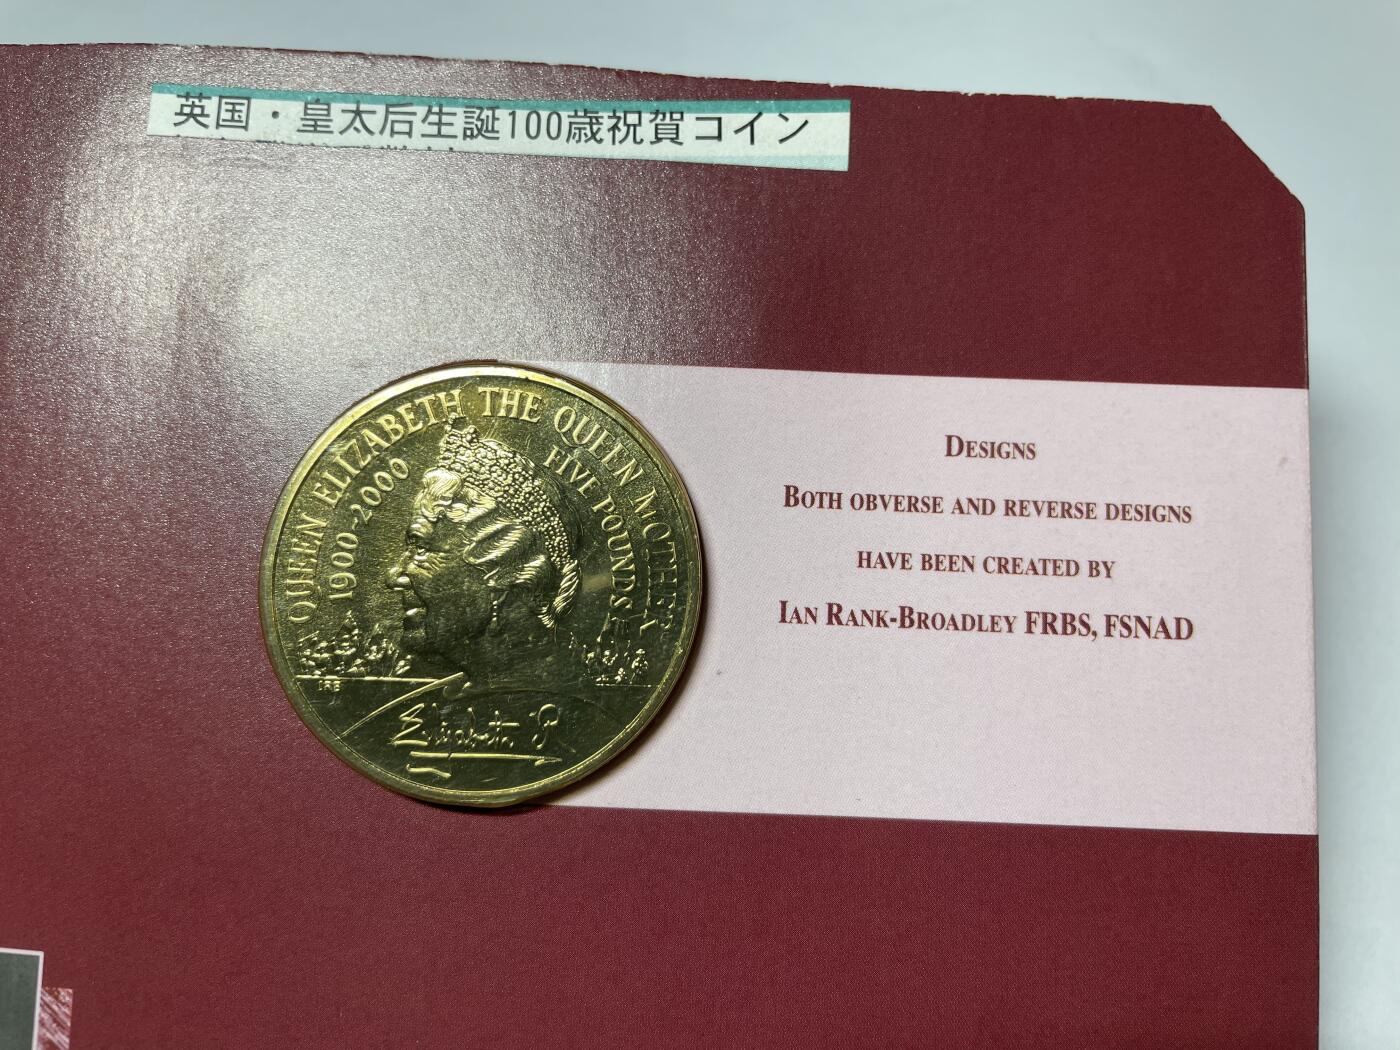 英国・皇太后生誕100歳祝賀コイン
QUEEN ELIZABETH THE QUEEN MOTHER
1900-2000
FIVE POUNDS
IRB
Elizabeth R
DESIGNS
BOTH OBVERSE AND REVERSE DESIGNS
HAVE BEEN CREATED BY
IAN RANK-BROADLEY FRBS, FSNAD